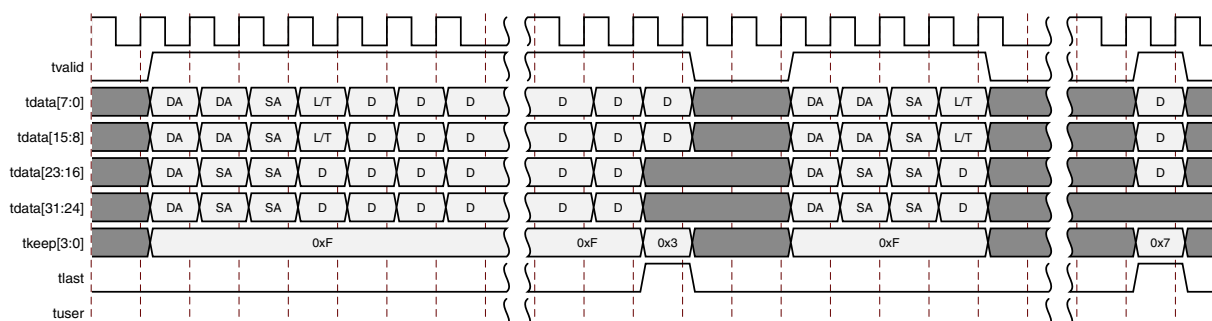 tvalid
tdata[7:0] DA DA SA L/T D D D D D D DA DA SA L/T D
tdata[15:8] DA DA SA L/T D D D D D D DA DA SA L/T D
tdata[23:16] DA SA SA D D D D D D DA SA SA D D
tdata[31:24] DA SA SA D D D D D D DA SA SA D
tkeep[3:0] 0xF 0xF 0x3 0xF 0x7
tlast
tuser